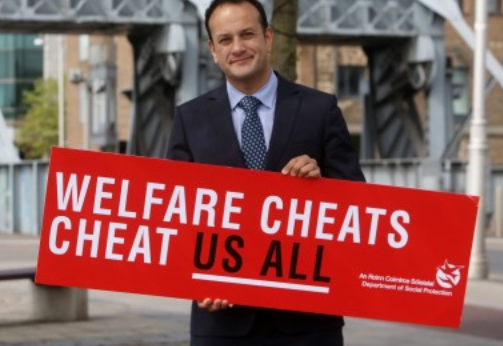 WELFARE CHEATS
CHEAT US ALL
An Roinn Coimirce Sóisialaí
Department of Social Protection